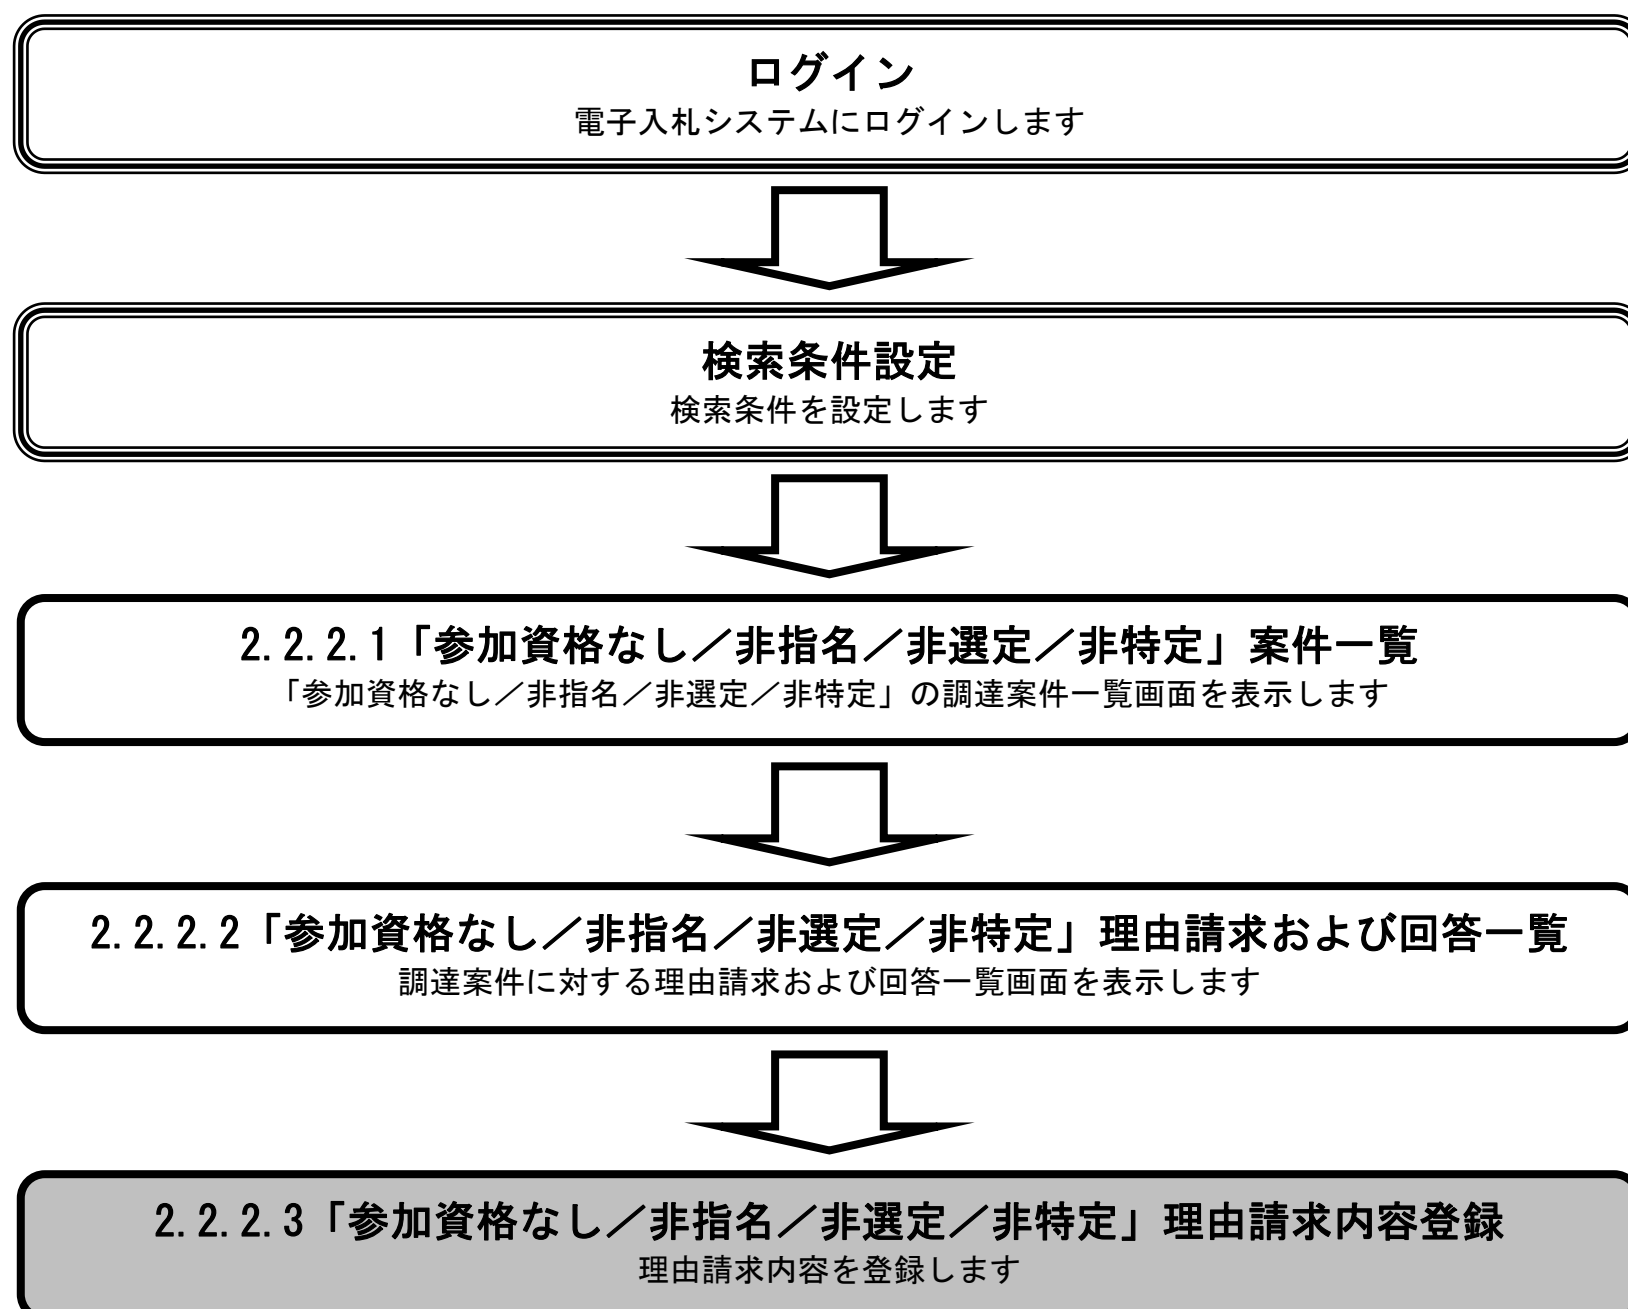 ログイン
電子入札システムにログインします
検索条件設定
検索条件を設定します
2.2.2.1「参加資格なし／非指名／非選定／非特定」案件一覧
「参加資格なし／非指名／非選定／非特定」の調達案件一覧画面を表示します
2.2.2.2「参加資格なし／非指名／非選定／非特定」理由請求および回答一覧
調達案件に対する理由請求および回答一覧画面を表示します
2.2.2.3「参加資格なし／非指名／非選定／非特定」理由請求内容登録
理由請求内容を登録します